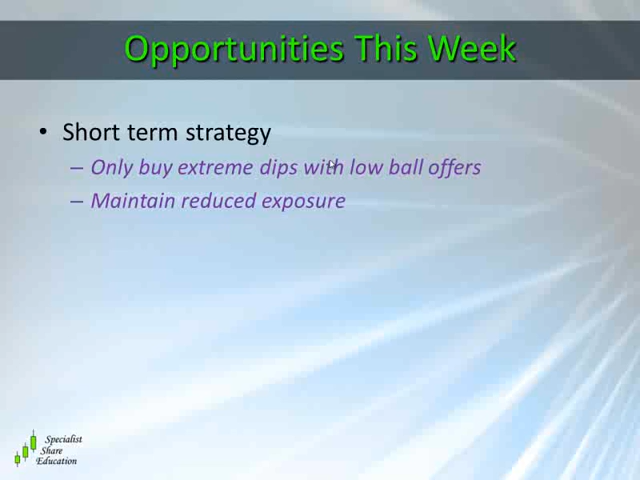 Opportunities This Week
• Short term strategy
– Only buy extreme dips with low ball offers
– Maintain reduced exposure
Specialist
Share
Education